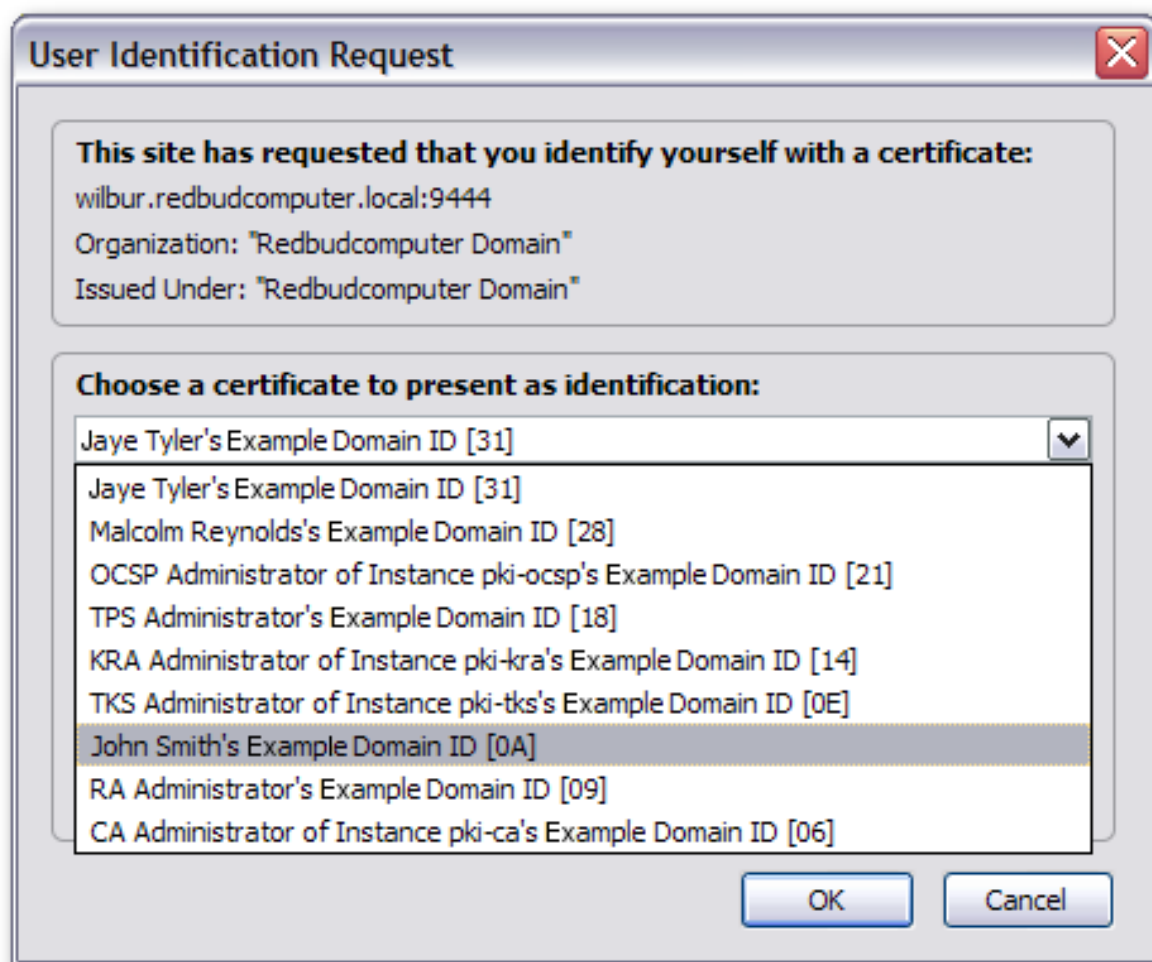 User Identification Request
This site has requested that you identify yourself with a certificate:
wilbur.redbudcomputer.local:9444
Organization: "Redbudcomputer Domain"
Issued Under: "Redbudcomputer Domain"
Choose a certificate to present as identification:
Jaye Tyler's Example Domain ID [31]
Jaye Tyler's Example Domain ID [31]
Malcolm Reynolds's Example Domain ID [28]
OCSP Administrator of Instance pki-ocsp's Example Domain ID [21]
TPS Administrator's Example Domain ID [18]
KRA Administrator of Instance pki-kra's Example Domain ID [14]
TKS Administrator of Instance pki-tks's Example Domain ID [0E]
John Smith's Example Domain ID [0A]
RA Administrator's Example Domain ID [09]
CA Administrator of Instance pki-ca's Example Domain ID [06]
OK Cancel